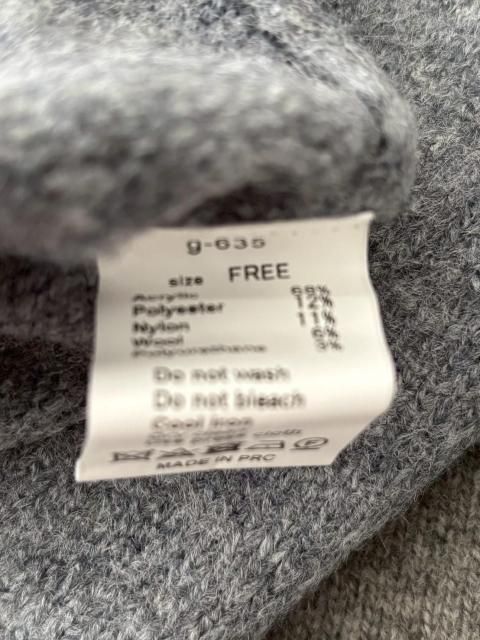 g-635
size FREE
Acrylic 68%
Polyester 12%
Nylon 11%
Wool 6%
Polyurethane 3%
Do not wash
Do not bleach
Cool iron
cloth
MADE IN PRC